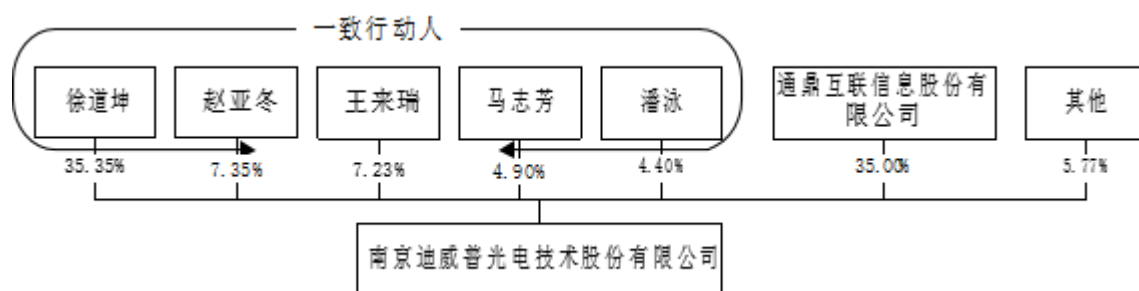 一致行动人
徐道坤
赵亚冬
王来瑞
马志芳
潘泳
通鼎互联信息股份有
限公司
其他
35.35%
7.35%
7.23%
4.90%
4.40%
35.00%
5.77%
南京迪威普光电技术股份有限公司